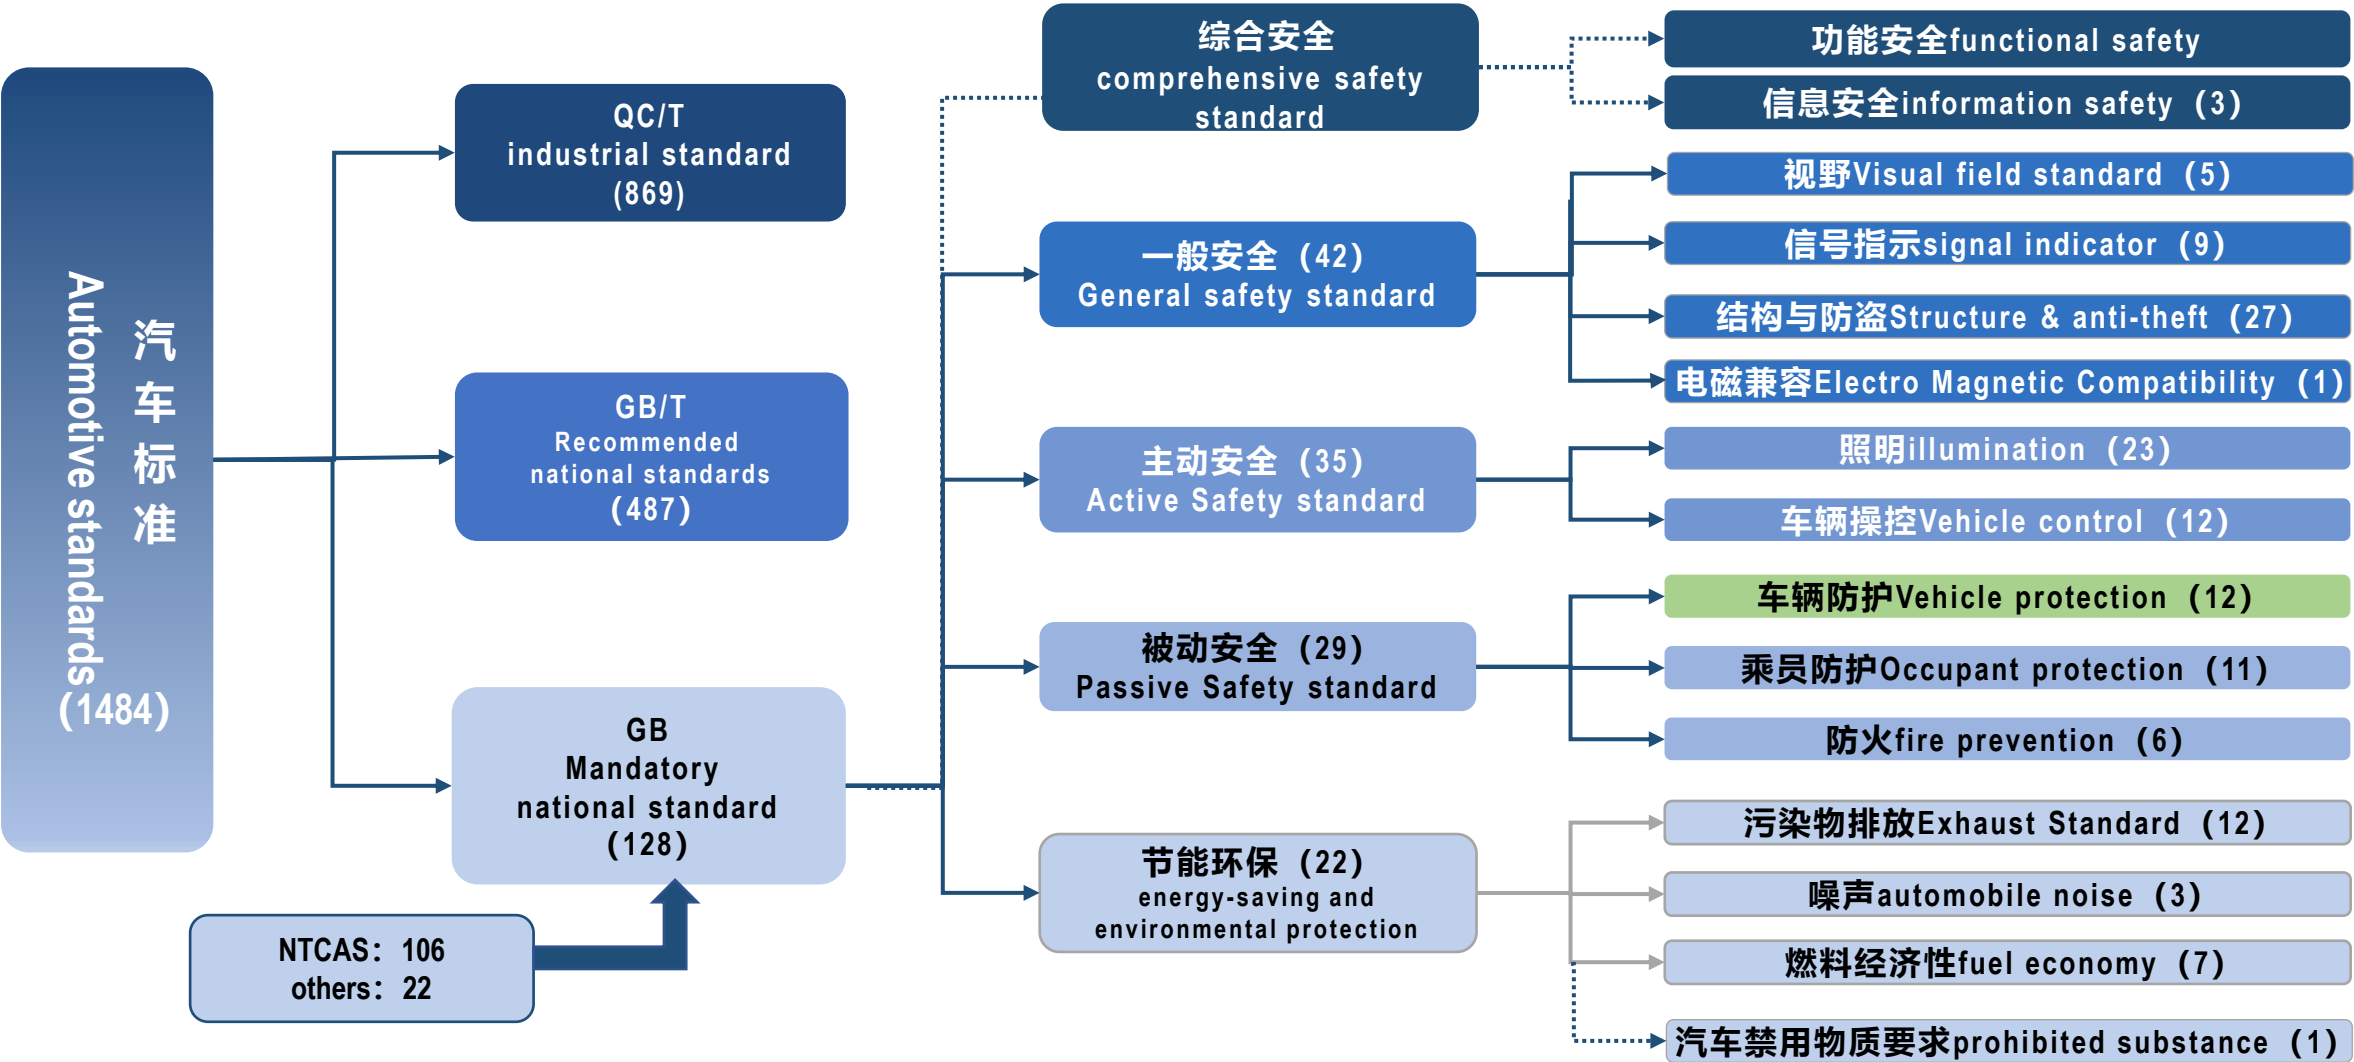 汽车标准
Automotive standards
(1484)
QC/T
industrial standard
(869)
GB/T
Recommended
national standards
(487)
GB
Mandatory
national standard
(128)
NTCAS：106
others：22
综合安全
comprehensive safety
standard
一般安全（42）
General safety standard
主动安全（35）
Active Safety standard
被动安全（29）
Passive Safety standard
节能环保（22）
energy-saving and
environmental protection
功能安全functional safety
信息安全information safety（3）
视野Visual field standard（5）
信号指示signal indicator（9）
结构与防盗Structure & anti-theft（27）
电磁兼容Electro Magnetic Compatibility（1）
照明illumination（23）
车辆操控Vehicle control（12）
车辆防护Vehicle protection（12）
乘员防护Occupant protection（11）
防火fire prevention（6）
污染物排放Exhaust Standard（12）
噪声automobile noise（3）
燃料经济性fuel economy（7）
汽车禁用物质要求prohibited substance（1）